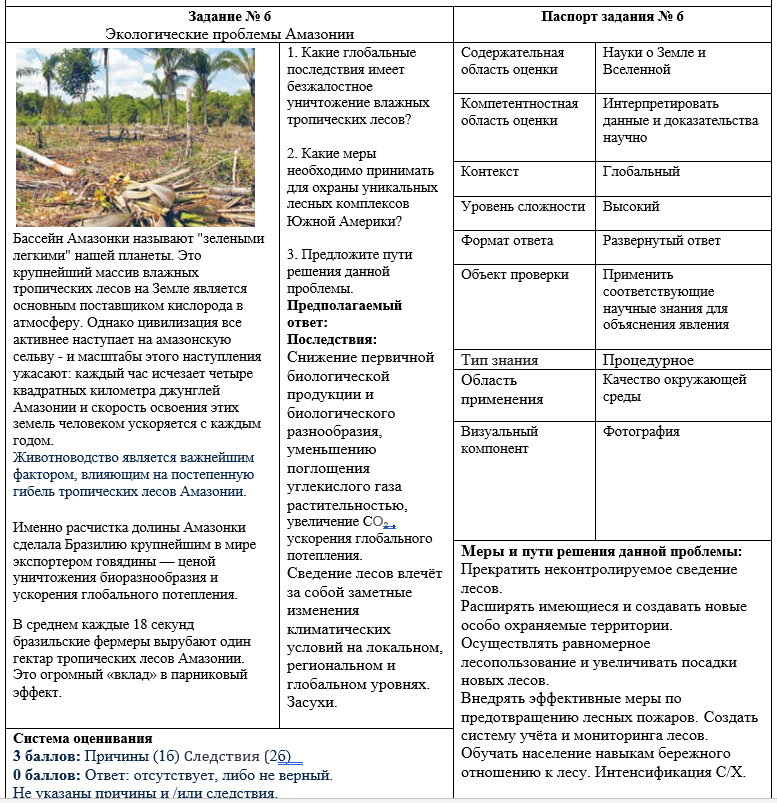 Задание № 6
Экологические проблемы Амазонии
Бассейн Амазонки называют "зелеными
легкими" нашей планеты. Это
крупнейший массив влажных
тропических лесов на Земле является
основным поставщиком кислорода в
атмосферу. Однако цивилизация все
активнее наступает на амазонскую
сельву - и масштабы этого наступления
ужасают: каждый час исчезает четыре
квадратных километра джунглей
Амазонии и скорость освоения этих
земель человеком ускоряется с каждым
годом.
Животноводство является важнейшим
фактором, влияющим на постепенную
гибель тропических лесов Амазонии.
Именно расчистка долины Амазонки
сделала Бразилию крупнейшим в мире
экспортером говядины — ценой
уничтожения биоразнообразия и
ускорения глобального потепления.
В среднем каждые 18 секунд
бразильские фермеры вырубают один
гектар тропических лесов Амазонии.
Это огромный «вклад» в парниковый
эффект.
1. Какие глобальные
последствия имеет
безжалостное
уничтожение влажных
тропических лесов?
2. Какие меры
необходимо принимать
для охраны уникальных
лесных комплексов
Южной Америки?
3. Предложите пути
решения данной
проблемы.
Предполагаемый
ответ:
Последствия:
Снижение первичной
биологической
продукции и
биологического
разнообразия,
уменьшению
поглощения
углекислого газа
растительностью,
увеличение CO₂ ,
ускорения глобального
потепления.
Сведение лесов влечёт
за собой заметные
изменения
климатических
условий на локальном,
региональном и
глобальном уровнях.
Засухи.
Система оценивания
3 баллов: Причины (1б) Следствия (2б)
0 баллов: Ответ: отсутствует, либо не верный.
Не указаны причины и /или следствия.
Паспорт задания № 6
Содержательная Науки о Земле и
область оценки Вселенной
Компетентностная Интерпретировать
область оценки данные и доказательства
научно
Контекст Глобальный
Уровень сложности Высокий
Формат ответа Развернутый ответ
Объект проверки Применить
соответствующие
научные знания для
объяснения явления
Тип знания Процедурное
Область Качество окружающей
применения среды
Визуальный Фотография
компонент
Меры и пути решения данной проблемы:
Прекратить неконтролируемое сведение
лесов.
Расширять имеющиеся и создавать новые
особо охраняемые территории.
Осуществлять равномерное
лесопользование и увеличивать посадки
новых лесов.
Внедрять эффективные меры по
предотвращению лесных пожаров. Создать
систему учёта и мониторинга лесов.
Обучать население навыкам бережного
отношению к лесу. Интенсификация С/Х.